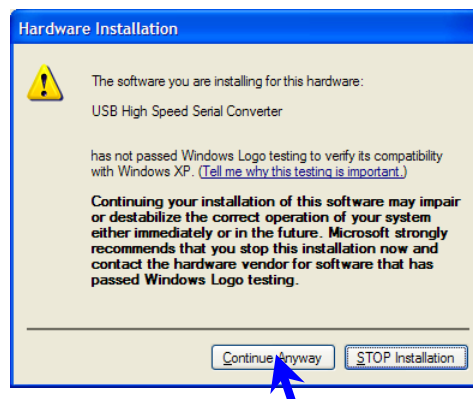 Hardware Installation
The software you are installing for this hardware:
USB High Speed Serial Converter
has not passed Windows Logo testing to verify its compatibility
with Windows XP. (Tell me why this testing is important.)
Continuing your installation of this software may impair
or destabilize the correct operation of your system
either immediately or in the future. Microsoft strongly
recommends that you stop this installation now and
contact the hardware vendor for software that has
passed Windows Logo testing.
Continue Anyway
STOP Installation